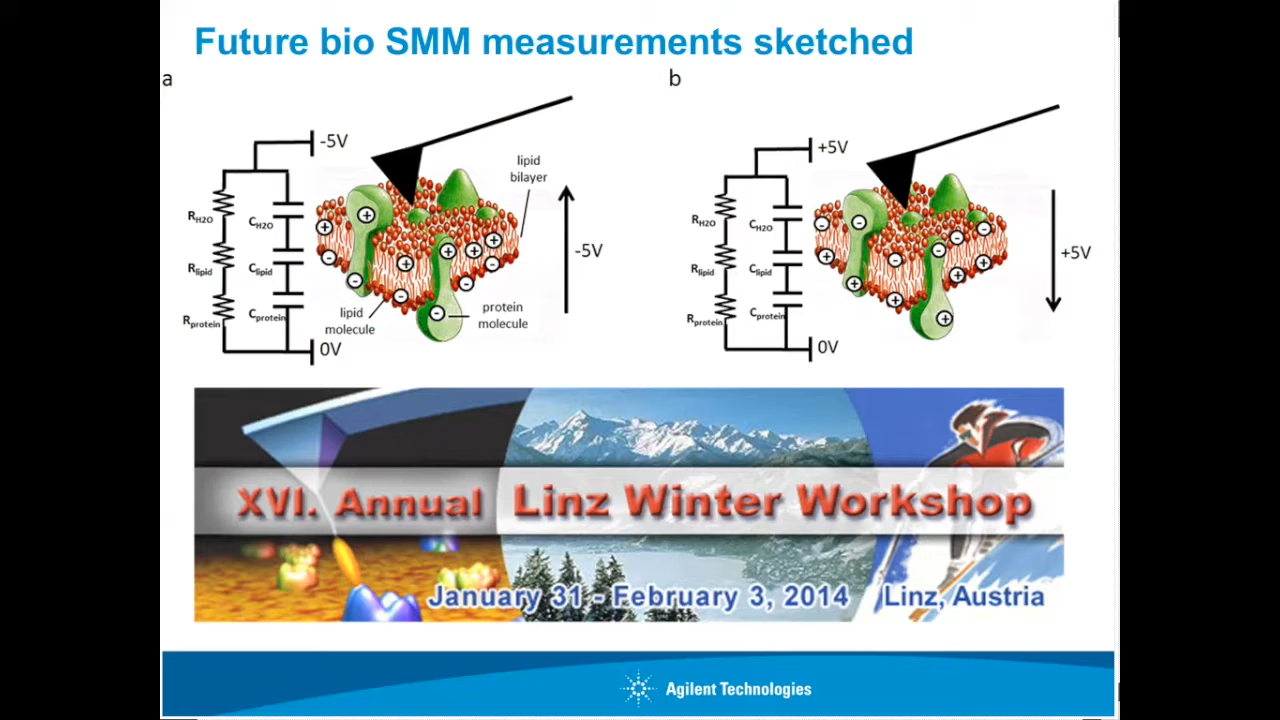 Future bio SMM measurements sketched
a
b
-5V
+5V
lipid
bilayer
RH2O
CH2O
RH2O
CH2O
-5V
+5V
Rlipid
Clipid
Rlipid
Clipid
lipid
molecule
protein
molecule
Rprotein
Cprotein
Rprotein
Cprotein
0V
0V
XVI. Annual Linz Winter Workshop
January 31 - February 3, 2014 Linz, Austria
Agilent Technologies